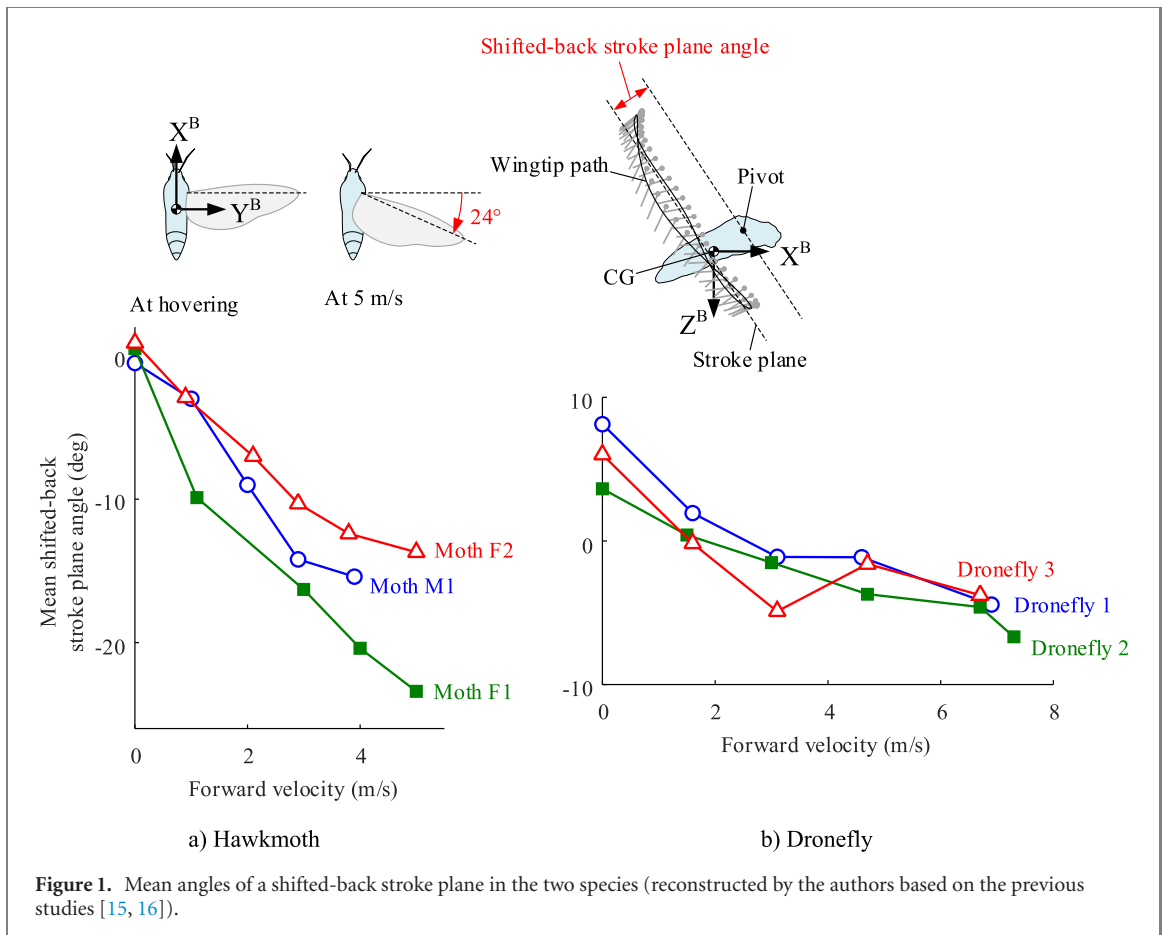 Shifted-back stroke plane angle
X^B
Y^B
24°
At hovering
At 5 m/s
Wingtip path
Pivot
CG
X^B
Z^B
Stroke plane
0
-10
-20
Mean shifted-back
stroke plane angle (deg)
Moth F2
Moth M1
Moth F1
0 2 4
Forward velocity (m/s)
a) Hawkmoth
10
0
-10
Dronefly 3
Dronefly 1
Dronefly 2
0 2 4 6 8
Forward velocity (m/s)
b) Dronefly
Figure 1. Mean angles of a shifted-back stroke plane in the two species (reconstructed by the authors based on the previous
studies [15, 16]).